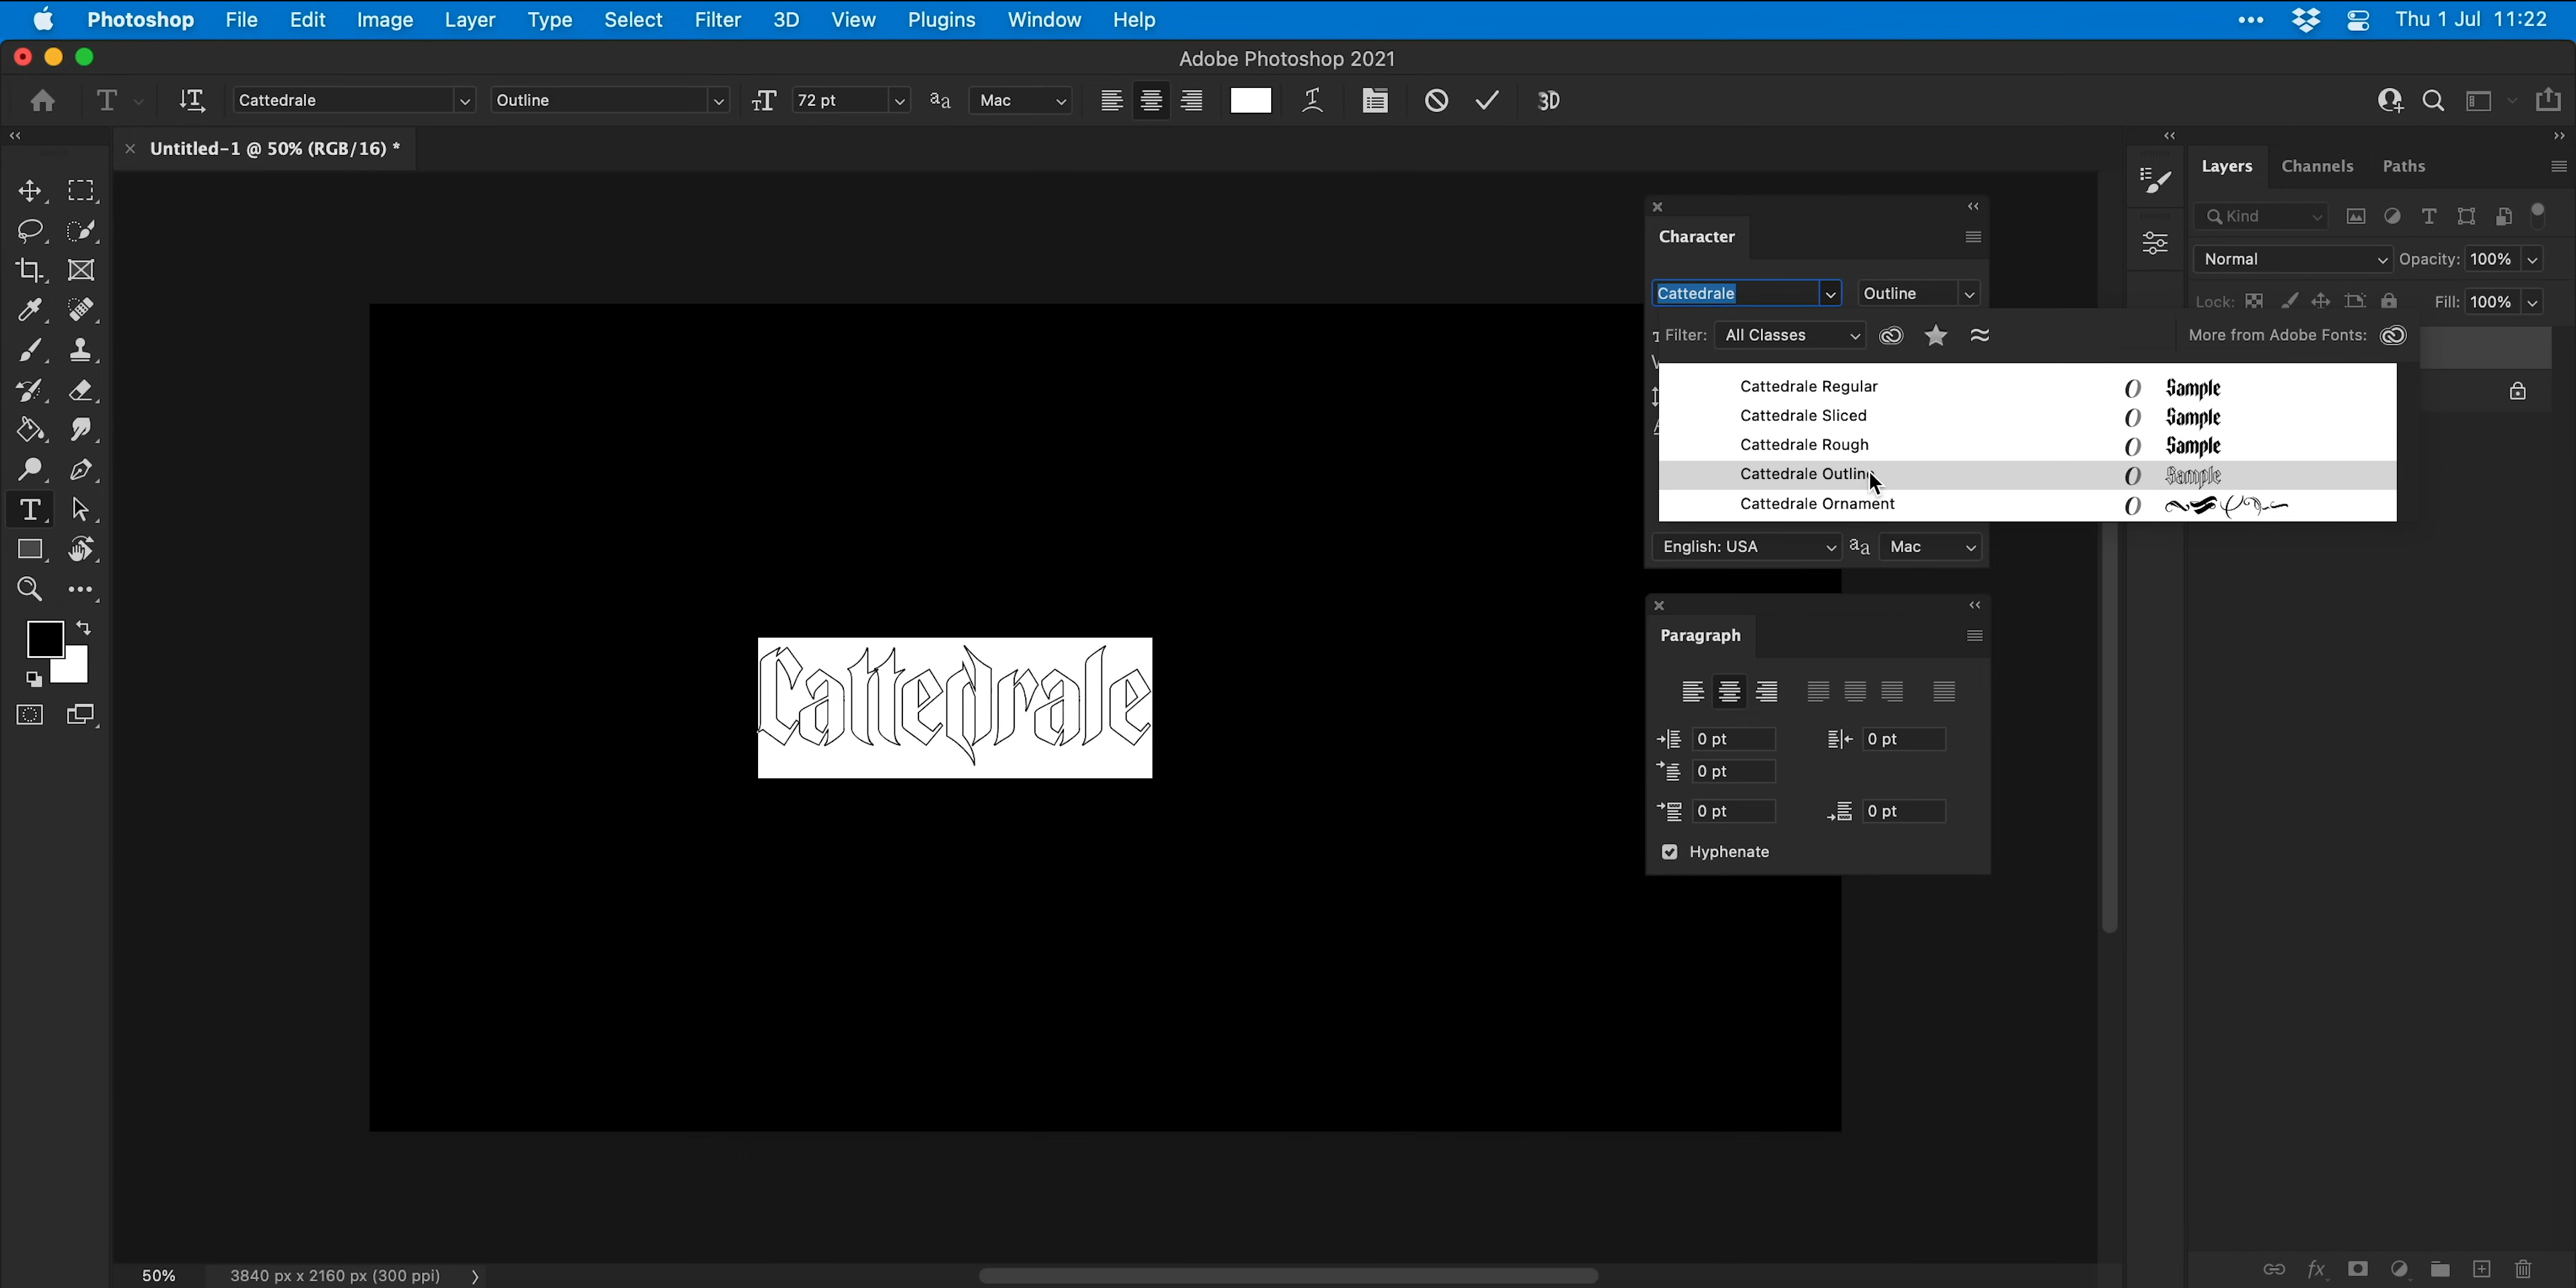 Photoshop File Edit Image Layer Type Select Filter 3D View Plugins Window Help Thu 1 Jul 11:22
Adobe Photoshop 2021
Cattedrale Outline 72 pt Mac 3D
Untitled-1 @ 50% (RGB/16) *
Layers Channels Paths
Kind
Normal Opacity: 100%
Lock: Fill: 100%
Character
Cattedrale Outline
Filter: All Classes More from Adobe Fonts:
Cattedrale Regular Sample
Cattedrale Sliced Sample
Cattedrale Rough Sample
Cattedrale Outline Sample
Cattedrale Ornament
English: USA Mac
Cattedrale
Paragraph
0 pt 0 pt
0 pt
0 pt 0 pt
Hyphenate
50% 3840 px x 2160 px (300 ppi)
fx